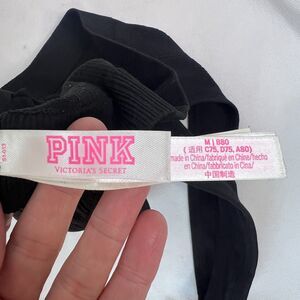 PINK
VICTORIA'S SECRET
M | 880
(适用 C75, D75, A80)
made in China/fabriqué en Chine/hecho
en China/fabbricato in Cina/
中国制造